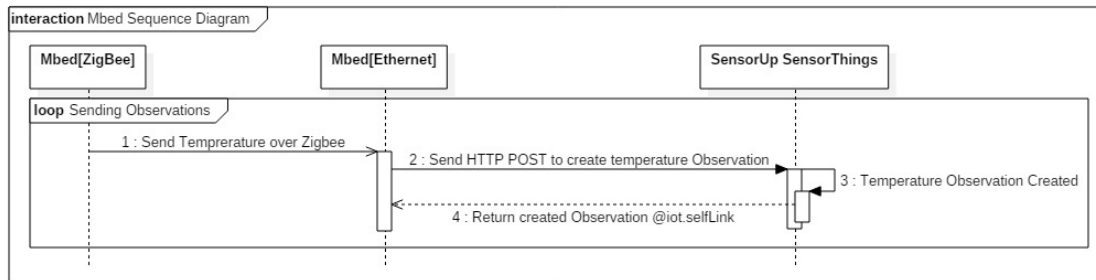 interaction Mbed Sequence Diagram
Mbed[ZigBee]
Mbed[Ethernet]
SensorUp SensorThings
loop Sending Observations
1 : Send Temprerature over Zigbee
2 : Send HTTP POST to create temperature Observation
3 : Temperature Observation Created
4 : Return created Observation @iot.selfLink